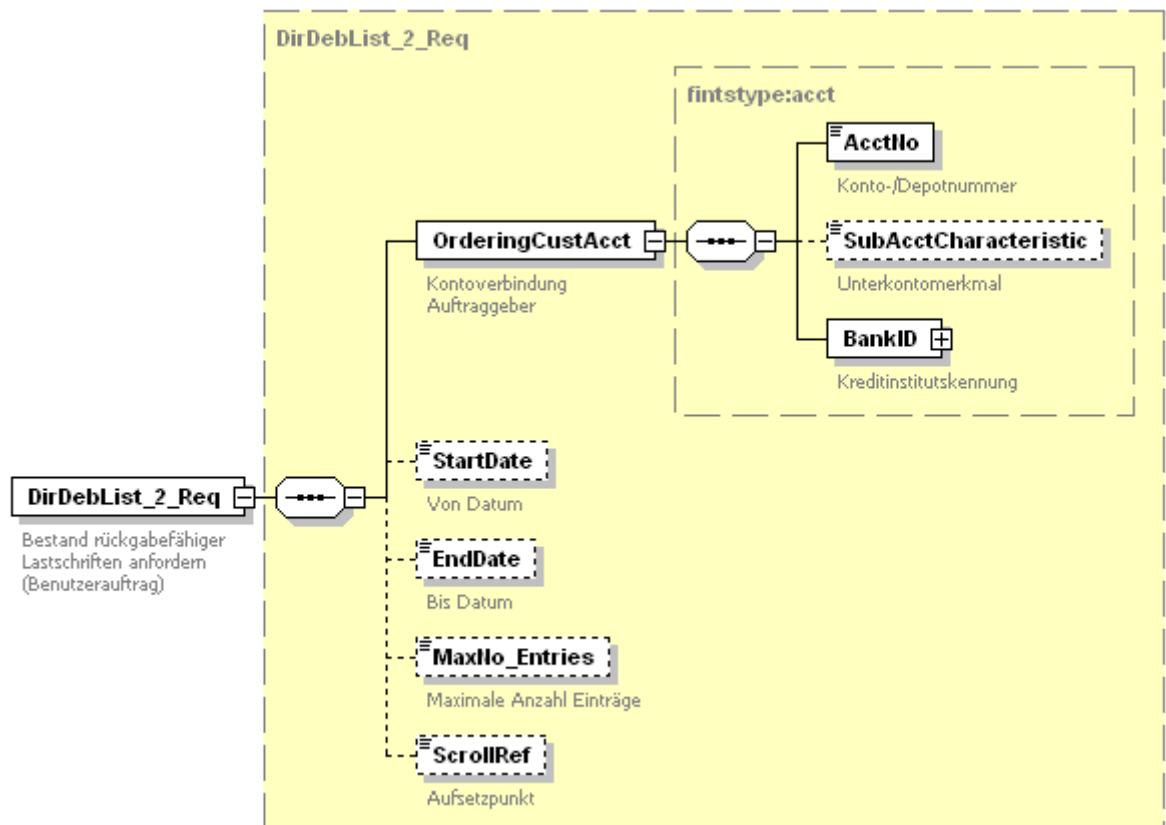 DirDebList_2_Req
fintstype:acct
AcctNo
Konto-/Depotnummer
OrderingCustAcct
Kontoverbindung
Auftraggeber
SubAcctCharacteristic
Unterkontomerkmal
BankID
Kreditinstitutskennung
StartDate
Von Datum
DirDebList_2_Req
Bestand rückgabefähiger
Lastschriften anfordern
(Benutzerauftrag)
EndDate
Bis Datum
MaxNo_Entries
Maximale Anzahl Einträge
ScrollRef
Aufsetzpunkt